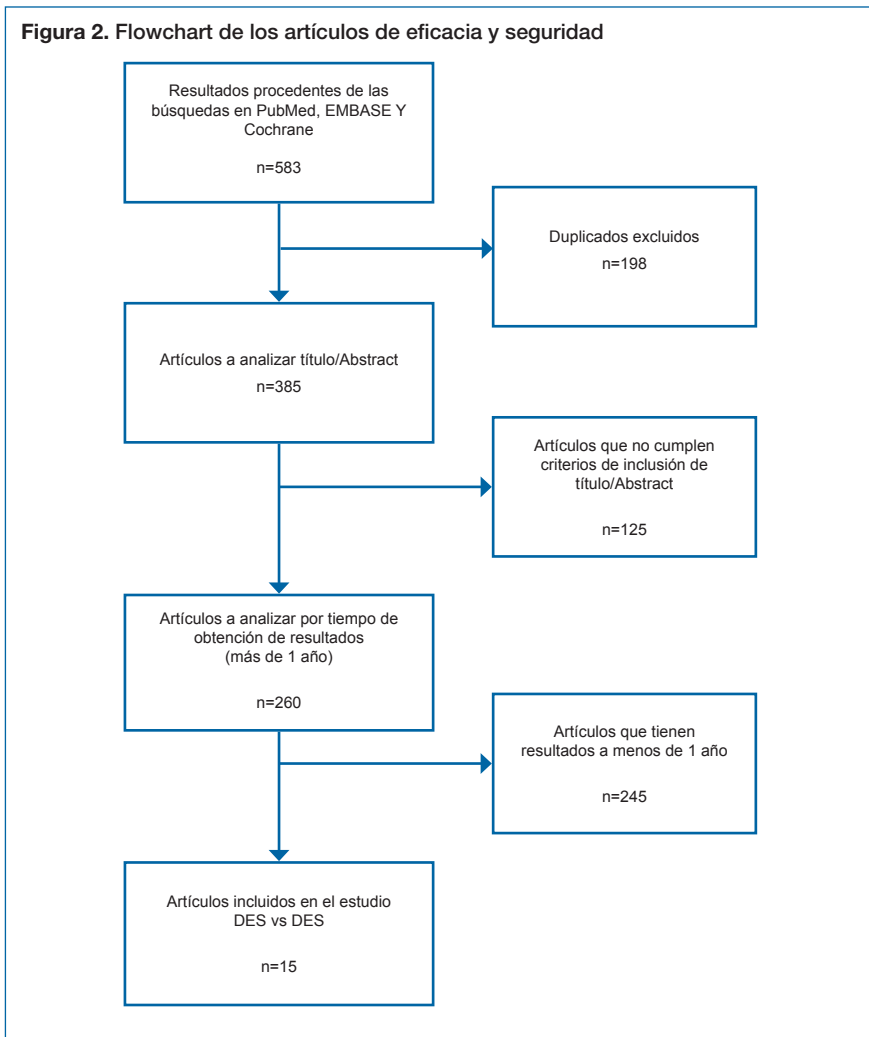 Figura 2. Flowchart de los artículos de eficacia y seguridad
Resultados procedentes de las
búsquedas en PubMed, EMBASE Y
Cochrane
n=583
Duplicados excluidos
n=198
Artículos a analizar título/Abstract
n=385
Artículos que no cumplen
criterios de inclusión de
título/Abstract
n=125
Artículos a analizar por tiempo de
obtención de resultados
(más de 1 año)
n=260
Artículos que tienen
resultados a menos de 1 año
n=245
Artículos incluidos en el estudio
DES vs DES
n=15